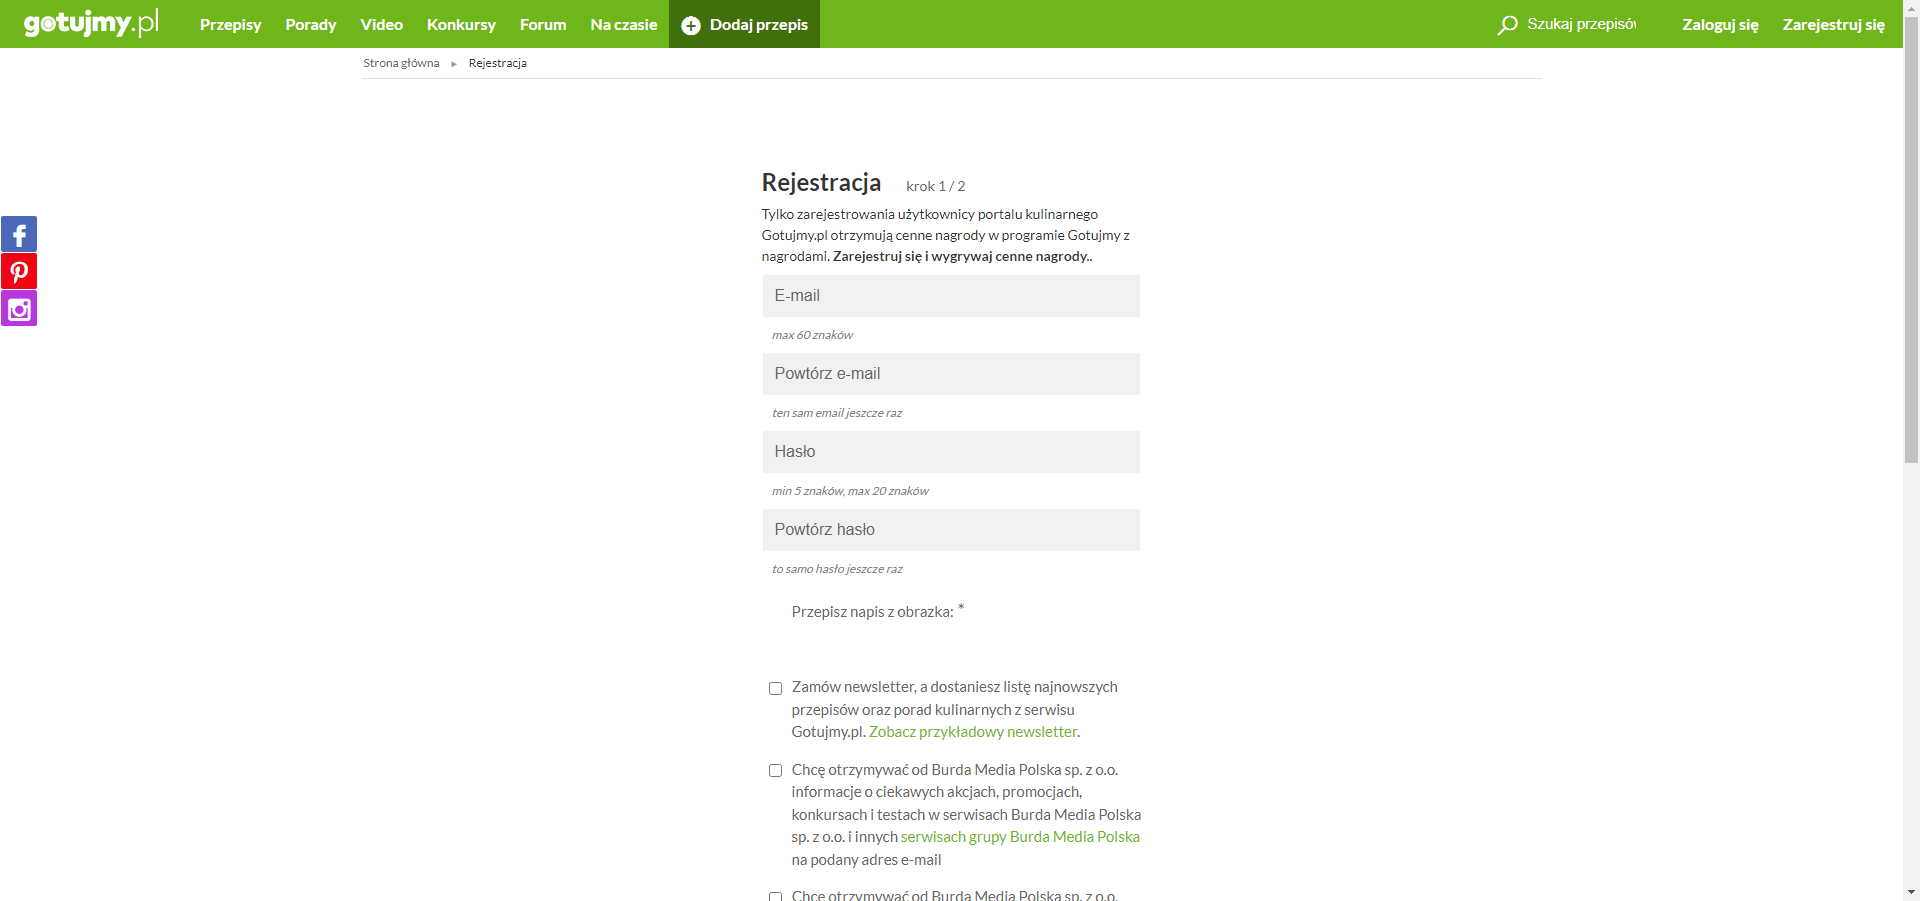 gotujmy.pl Przepisy Porady Video Konkursy Forum Na czasie Dodaj przepis Szukaj przepisów Zaloguj się Zarejestruj się
Strona główna ► Rejestracja
Rejestracja krok 1 / 2
Tylko zarejestrowania użytkownicy portalu kulinarnego
Gotujmy.pl otrzymują cenne nagrody w programie Gotujmy z
nagrodami. Zarejestruj się i wygrywaj cenne nagrody..
E-mail
max 60 znaków
Powtórz e-mail
ten sam email jeszcze raz
Hasło
min 5 znaków, max 20 znaków
Powtórz hasło
to samo hasło jeszcze raz
Przepisz napis z obrazka: *
Zamów newsletter, a dostaniesz listę najnowszych
przepisów oraz porad kulinarnych z serwisu
Gotujmy.pl. Zobacz przykładowy newsletter.
Chcę otrzymywać od Burda Media Polska sp. z o.o.
informacje o ciekawych akcjach, promocjach,
konkursach i testach w serwisach Burda Media Polska
sp. z o.o. i innych serwisach grupy Burda Media Polska
na podany adres e-mail
Chcę otrzymywać od Burda Media Polska sp. z o.o.